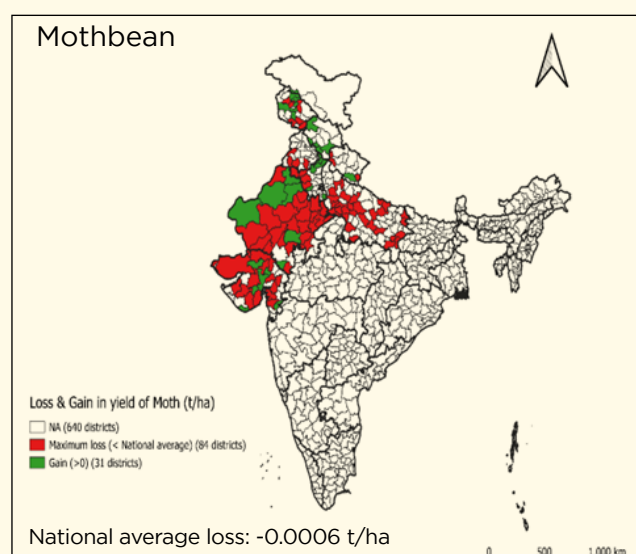 Mothbean
Loss & Gain in yield of Moth (t/ha)
NA (640 districts)
Maximum loss (< National average) (84 districts)
Gain (>0) (31 districts)
National average loss: -0.0006 t/ha
0 500 1,000 km